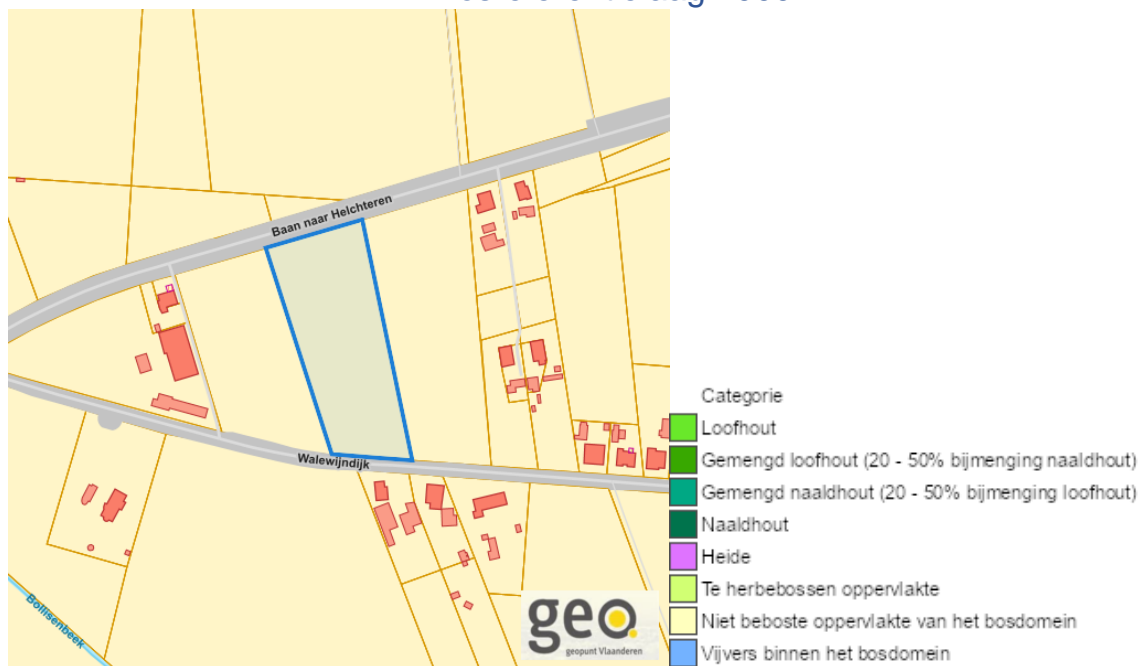 Baan naar Helchteren
Walewijndijk
Bollisenbeek
geo
geopunt Vlaanderen
Categorie
Loofhout
Gemengd loofhout (20 - 50% bijmenging naaldhout)
Gemengd naaldhout (20 - 50% bijmenging loofhout)
Naaldhout
Heide
Te herbebossen oppervlakte
Niet beboste oppervlakte van het bosdomein
Vijvers binnen het bosdomein